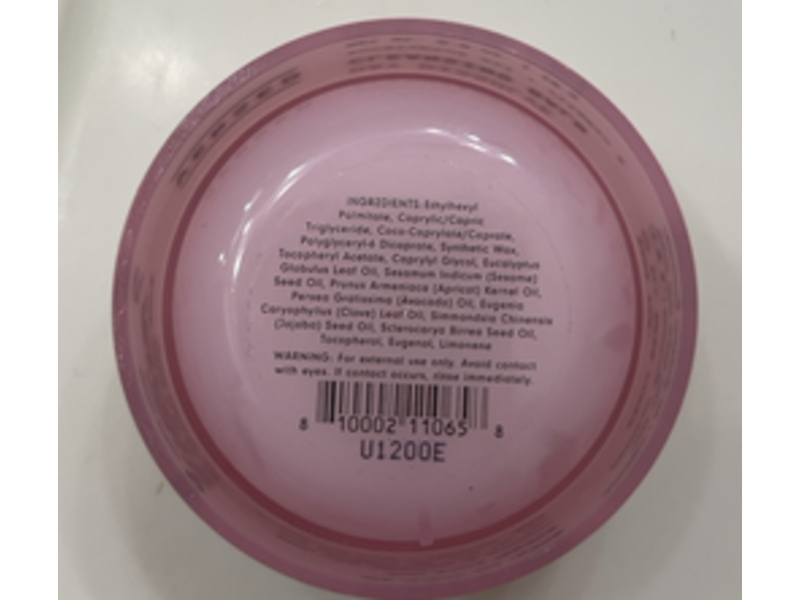 INGREDIENTS: Ethylhexyl
Palmitate, Caprylic/Capric
Triglyceride, Coco-Caprylate/Caprate,
Polyglyceryl-6 Dicaprate, Synthetic Wax,
Tocopheryl Acetate, Caprylyl Glycol, Eucalyptus
Globulus Leaf Oil, Sesamum Indicum (Sesame)
Seed Oil, Prunus Armeniaca (Apricot) Kernel Oil,
Persea Gratissima (Avocado) Oil, Eugenia
Caryophyllus (Clove) Leaf Oil, Simmondsia Chinensis
(Jojoba) Seed Oil, Sclerocarya Birrea Seed Oil,
Tocopherol, Eugenol, Limonene
WARNING: For external use only. Avoid contact
with eyes. If contact occurs, rinse immediately.
8 10002 11065 8
U1200E